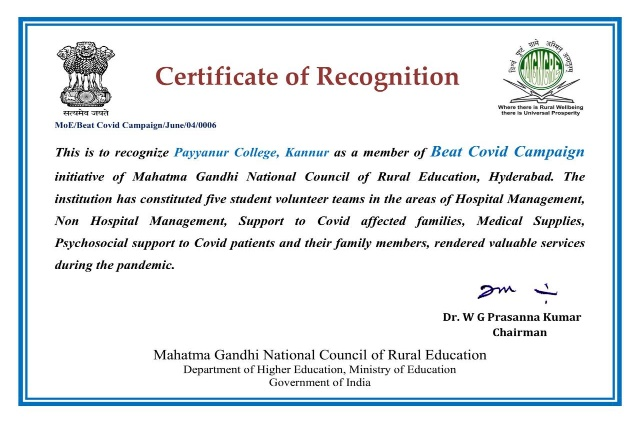 Certificate of Recognition
सत्यमेव जयते
Where there is Rural Wellbeing
there is Universal Prosperity
MoE/Beat Covid Campaign/June/04/0006
This is to recognize Payyanur College, Kannur as a member of Beat Covid Campaign
initiative of Mahatma Gandhi National Council of Rural Education, Hyderabad. The
institution has constituted five student volunteer teams in the areas of Hospital Management,
Non Hospital Management, Support to Covid affected families, Medical Supplies,
Psychosocial support to Covid patients and their family members, rendered valuable services
during the pandemic.
Dr. W G Prasanna Kumar
Chairman
Mahatma Gandhi National Council of Rural Education
Department of Higher Education, Ministry of Education
Government of India